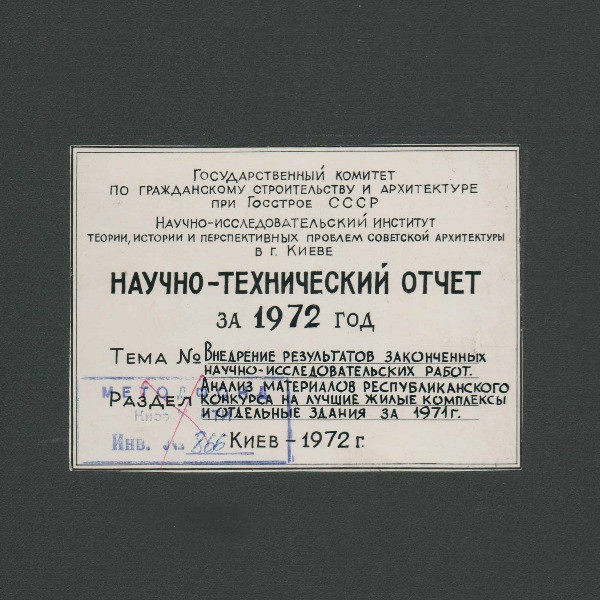 Государственный комитет
по гражданскому строительству и архитектуре
при Госстрое СССР
Научно-исследовательский институт
теории, истории и перспективных проблем советской архитектуры
в г. Киеве
НАУЧНО-ТЕХНИЧЕСКИЙ ОТЧЕТ
ЗА 1972 ГОД
Тема № Внедрение результатов законченных
научно-исследовательских работ.
Раздел Анализ материалов республиканского
конкурса на лучшие жилые комплексы
и отдельные здания за 1971 г.
Инв. № 866
Киев – 1972 г.